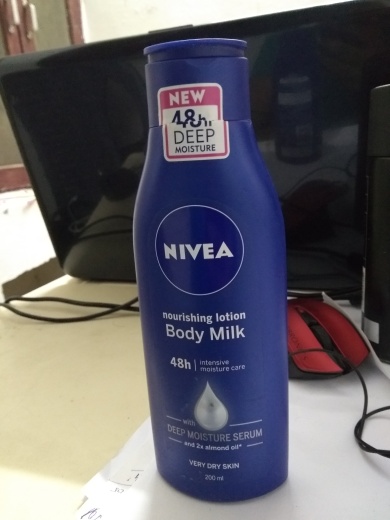 NEW
48hr
DEEP
MOISTURE
NIVEA
nourishing lotion
Body Milk
48h intensive
moisture care
with
DEEP MOISTURE SERUM
and 2x almond oil*
VERY DRY SKIN
200 ml